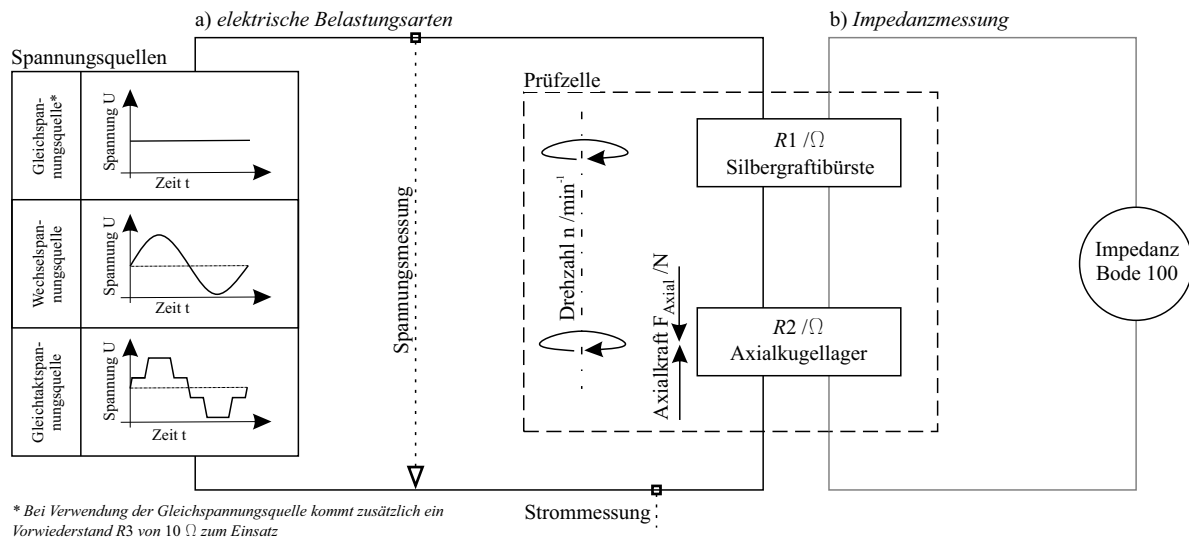 a) elektrische Belastungsarten
b) Impedanzmessung
Spannungsquellen
Gleichspan-
nungsquelle*
Spannung U
Zeit t
Wechselspan-
nungsquelle
Spannung U
Zeit t
Gleichtaktspan-
nungsquelle
Spannung U
Zeit t
Spannungsmessung
Prüfzelle
Drehzahl n /min-1
Axialkraft FAxial /N
R1 /Ω
Silbergraftibürste
R2 /Ω
Axialkugellager
Impedanz
Bode 100
Strommessung
* Bei Verwendung der Gleichspannungsquelle kommt zusätzlich ein
Vorwiederstand R3 von 10 Ω zum Einsatz